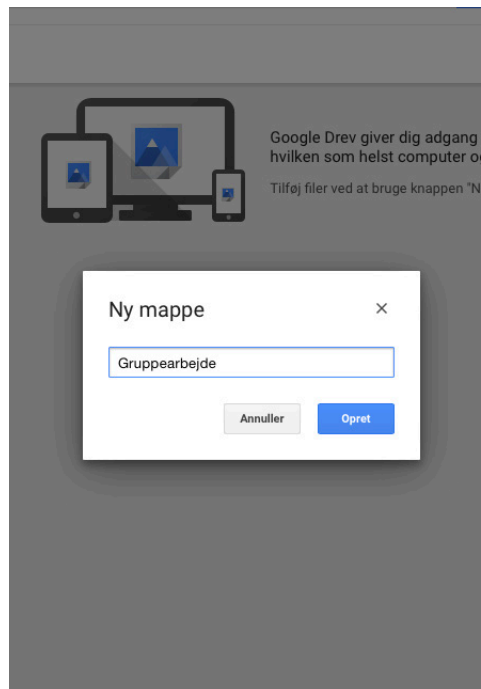 Google Drev giver dig adgang
hvilken som helst computer o
Tilføj filer ved at bruge knappen "N
Ny mappe
Gruppearbejde
Annuller
Opret